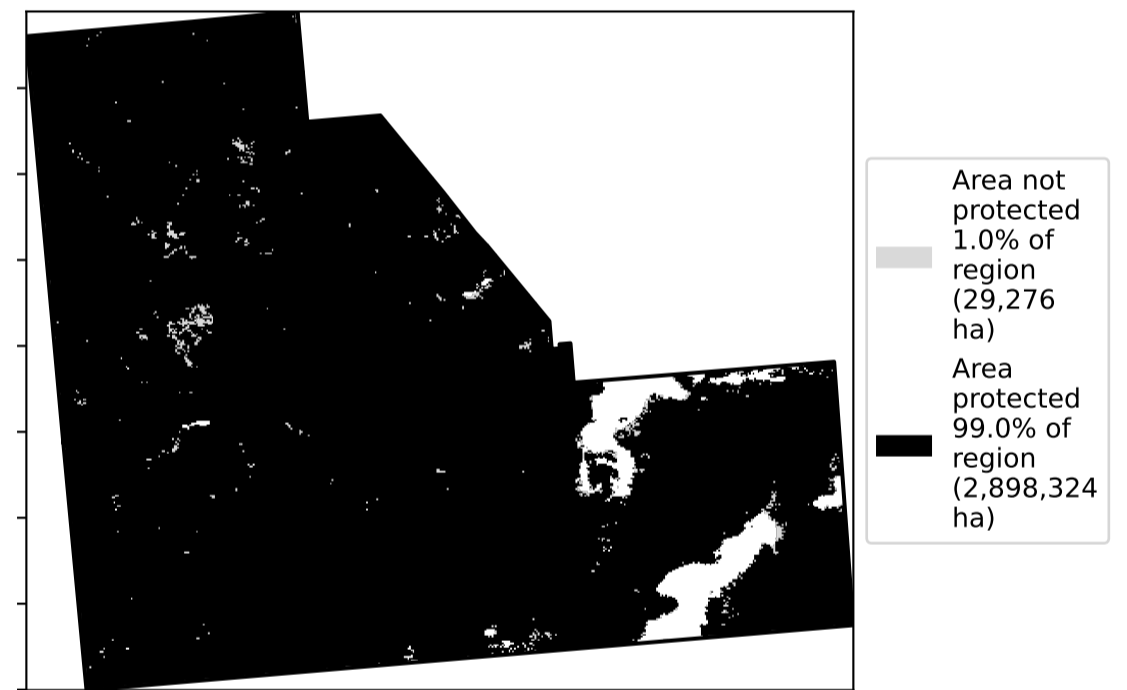 Area not
protected
1.0% of
region
(29,276
ha)
Area
protected
99.0% of
region
(2,898,324
ha)